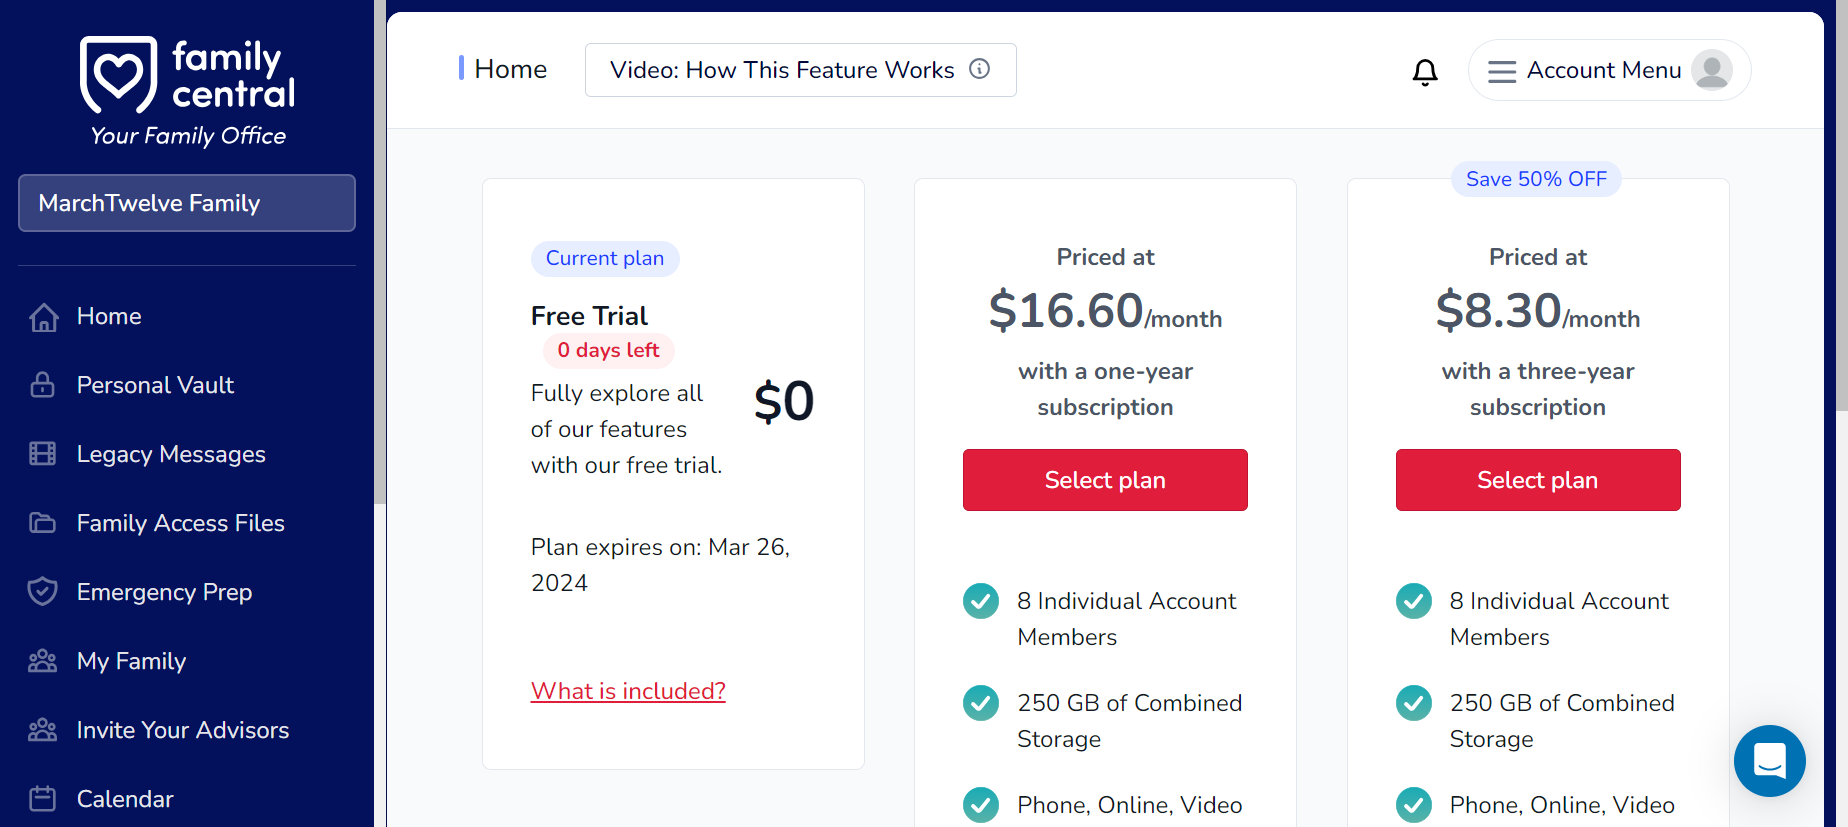 family
central
Your Family Office
MarchTwelve Family
Home
Personal Vault
Legacy Messages
Family Access Files
Emergency Prep
My Family
Invite Your Advisors
Calendar
Home
Video: How This Feature Works
Account Menu
Current plan
Free Trial
0 days left
Fully explore all
of our features
with our free trial.
$0
Plan expires on: Mar 26,
2024
What is included?
Priced at
$16.60/month
with a one-year
subscription
Select plan
8 Individual Account
Members
250 GB of Combined
Storage
Phone, Online, Video
Save 50% OFF
Priced at
$8.30/month
with a three-year
subscription
Select plan
8 Individual Account
Members
250 GB of Combined
Storage
Phone, Online, Video